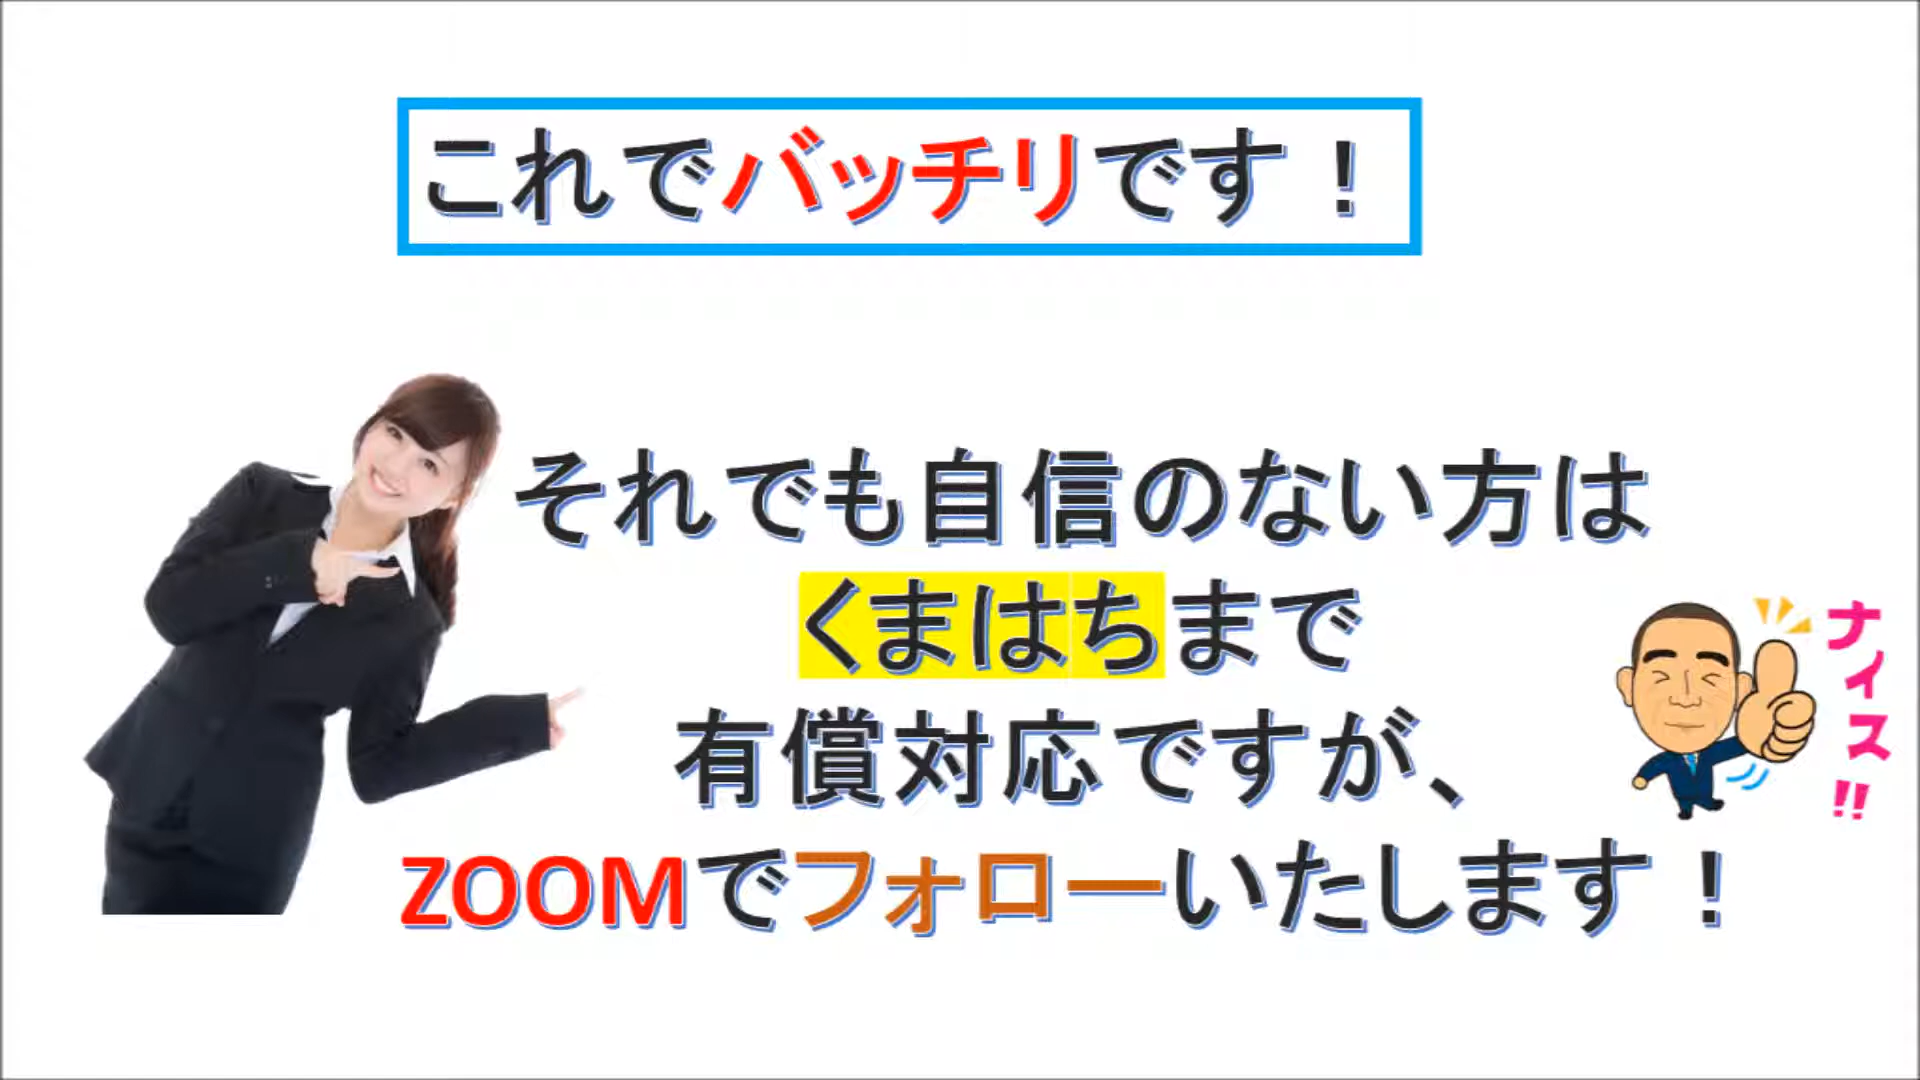 これでバッチリです！
それでも自信のない方は
くまはちまで
有償対応ですが、
ZOOMでフォローいたします！
ナイス!!